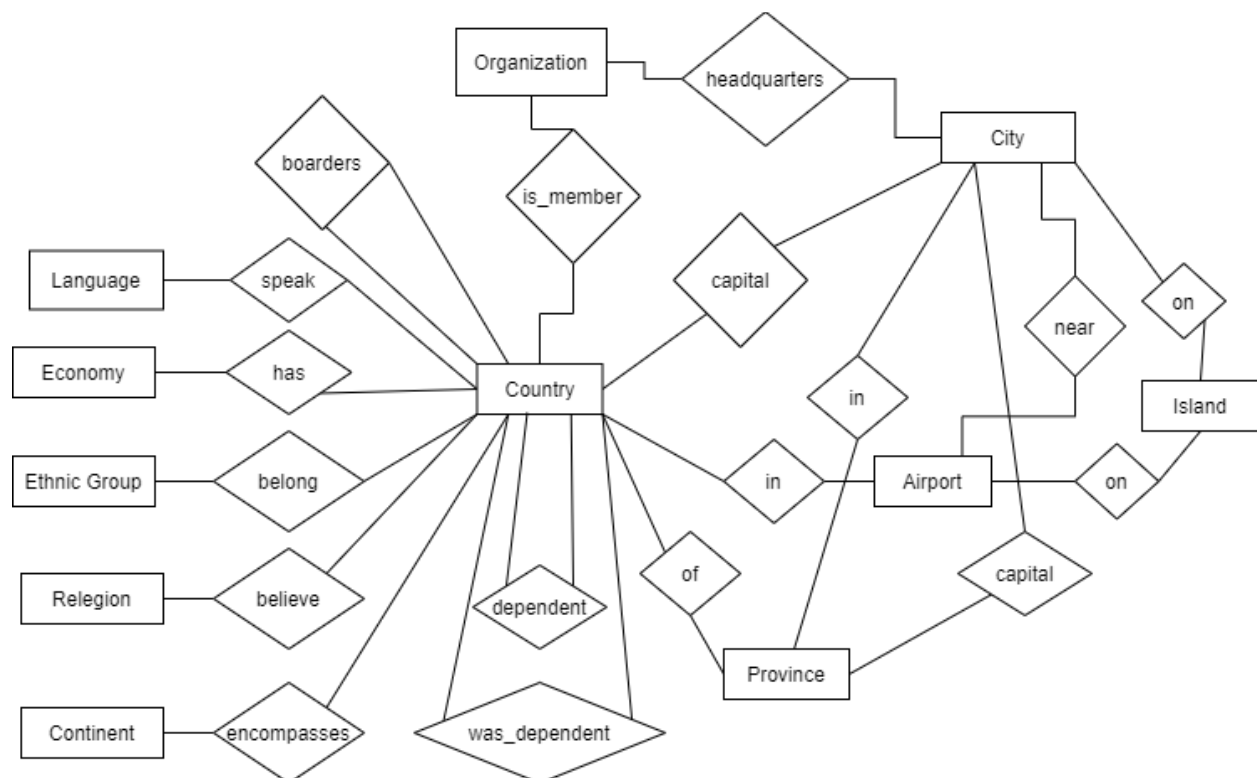 Organization
headquarters
City
boarders
is_member
Language
speak
capital
on
near
Economy
has
Country
in
Island
Ethnic Group
belong
in
Airport
on
Relegion
believe
dependent
of
capital
Province
Continent
encompasses
was_dependent